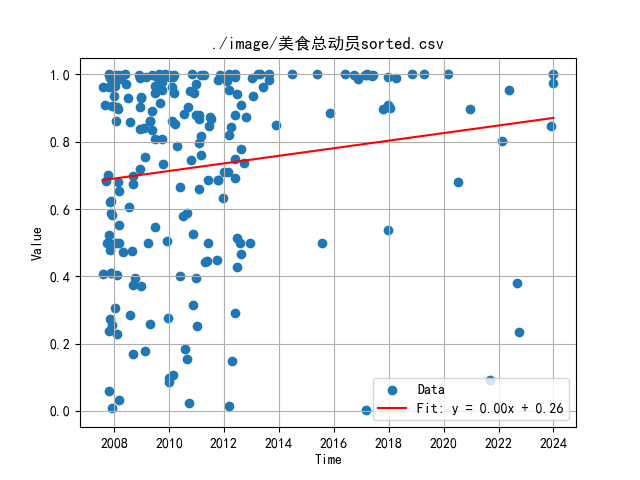 ./image/美食总动员sorted.csv
Value
1.0
0.8
0.6
0.4
0.2
0.0
2008 2010 2012 2014 2016 2018 2020 2022 2024
Time
Data
Fit: y = 0.00x + 0.26